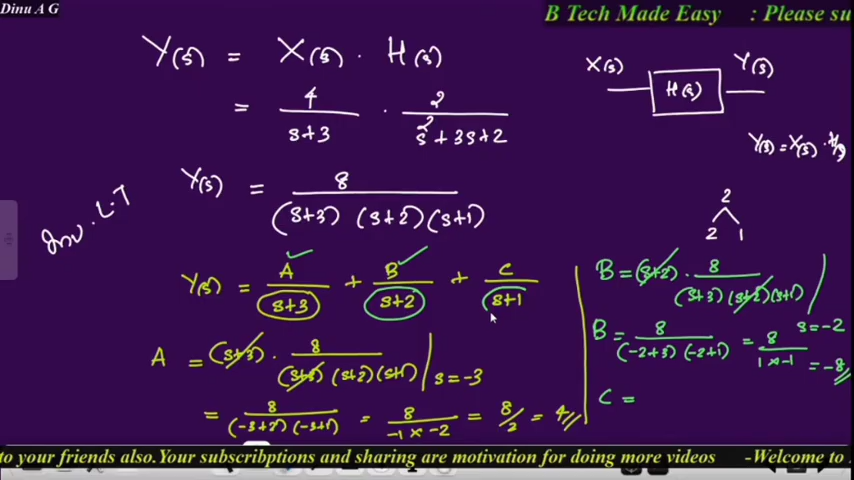 Dinu A G
B Tech Made Easy : Please su
Y(s) = X(s) · H(s)
= 4/(s+3) · 2/(s²+3s+2)
Y(s) = 8/((s+3)(s+2)(s+1))
Inv. L.T
Y(s) = A/(s+3) + B/(s+2) + C/(s+1)
A = (s+3) · 8/((s+3)(s+2)(s+1)) | s=-3
= 8/((-3+2)(-3+1)) = 8/(-1 × -2) = 8/2 = 4
X(s) H(s) Y(s)
Y(s) = X(s) · H(s)
2
2 1
B = (s+2) · 8/((s+3)(s+2)(s+1)) | s=-2
B = 8/((-2+3)(-2+1)) = 8/(1 × -1) = -8
C =
to your friends also.Your subscribptions and sharing are motivation for doing more videos -Welcome to